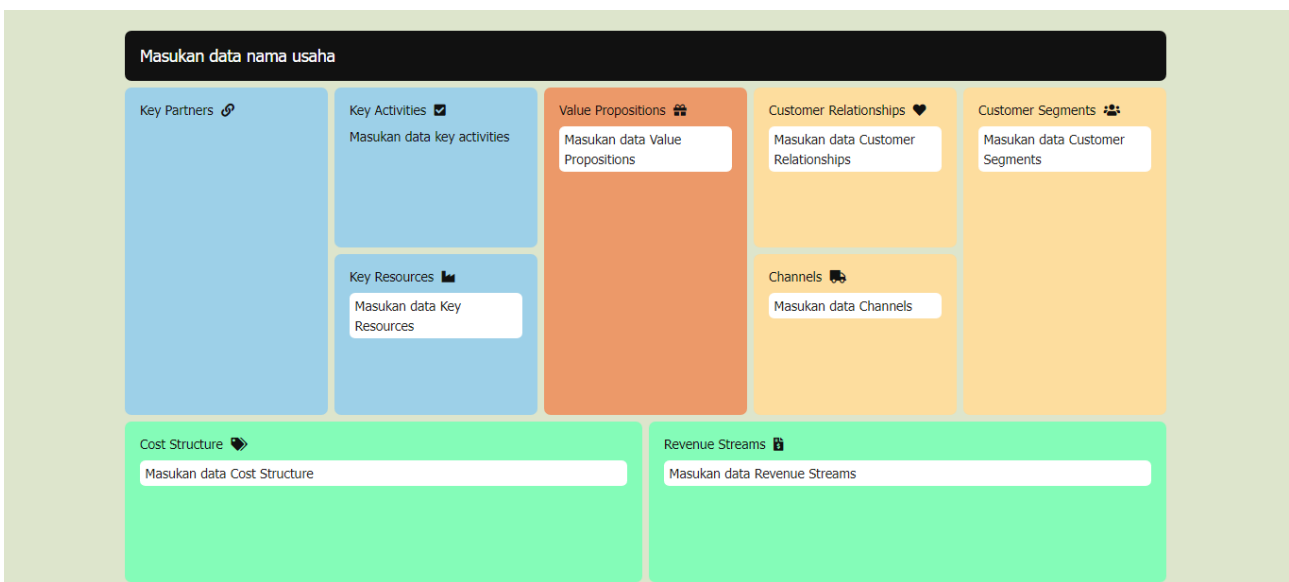 Masukan data nama usaha
Key Partners
Key Activities
Masukan data key activities
Key Resources
Masukan data Key
Resources
Value Propositions
Masukan data Value
Propositions
Customer Relationships
Masukan data Customer
Relationships
Channels
Masukan data Channels
Customer Segments
Masukan data Customer
Segments
Cost Structure
Masukan data Cost Structure
Revenue Streams
Masukan data Revenue Streams